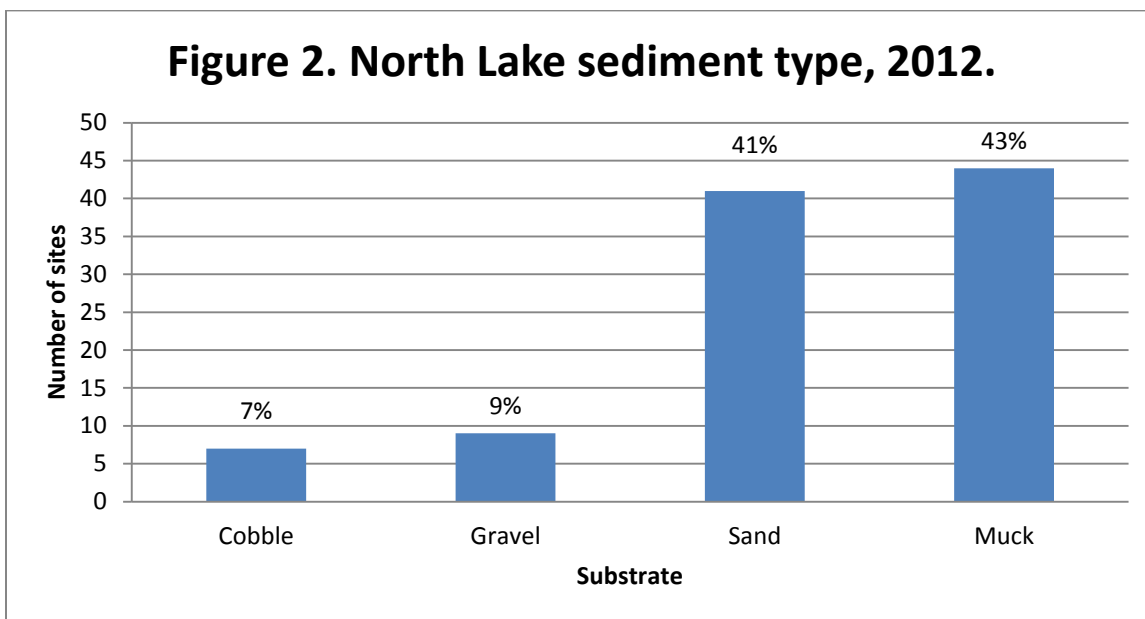 Figure 2. North Lake sediment type, 2012.
50
45
40
35
30
25
20
15
10
5
0
Number of sites
7%
9%
41%
43%
Cobble
Gravel
Sand
Muck
Substrate